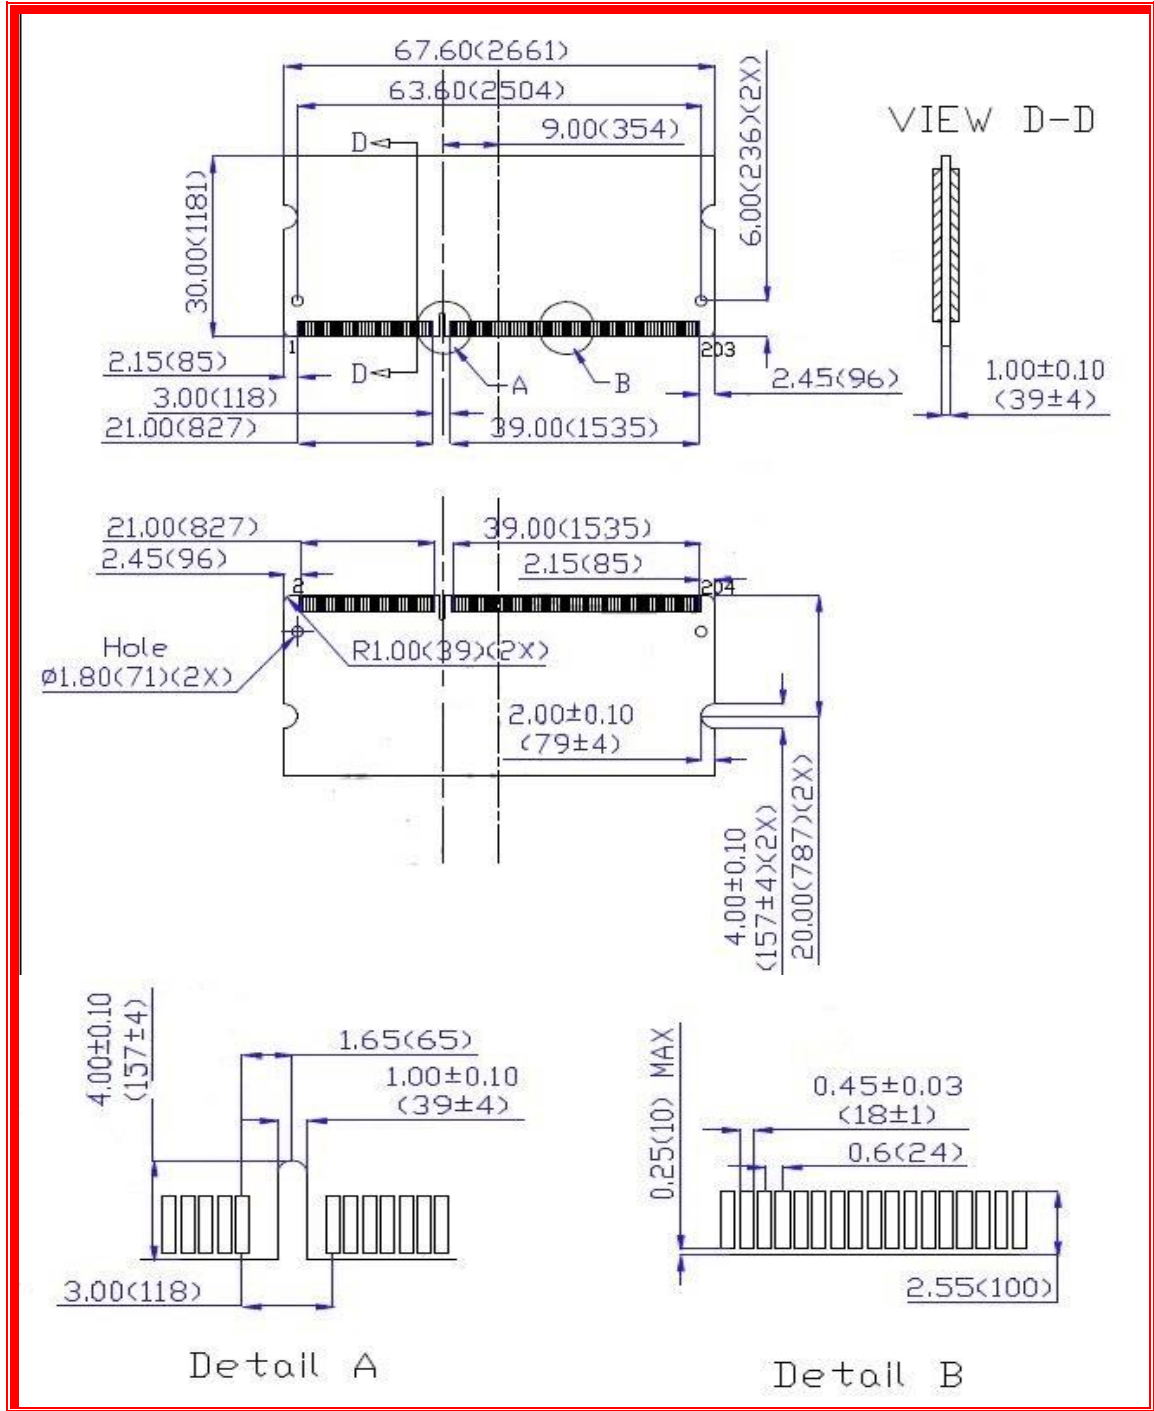 67.60(2661)
63.60(2504)
9.00(354)
VIEW D-D
D
30.00(1181)
6.00(236)(2X)
1
203
2.15(85)
D
A
B
2.45(96)
1.00±0.10
(39±4)
3.00(118)
21.00(827)
39.00(1535)
21.00(827)
39.00(1535)
2.45(96)
2.15(85)
2
204
Hole
ø1.80(71)(2X)
R1.00(39)(2X)
2.00±0.10
(79±4)
4.00±0.10
(157±4)(2X)
20.00(787)(2X)
4.00±0.10
(157±4)
1.65(65)
1.00±0.10
(39±4)
3.00(118)
Detail A
0.25(10) MAX
0.45±0.03
(18±1)
0.6(24)
2.55(100)
Detail B